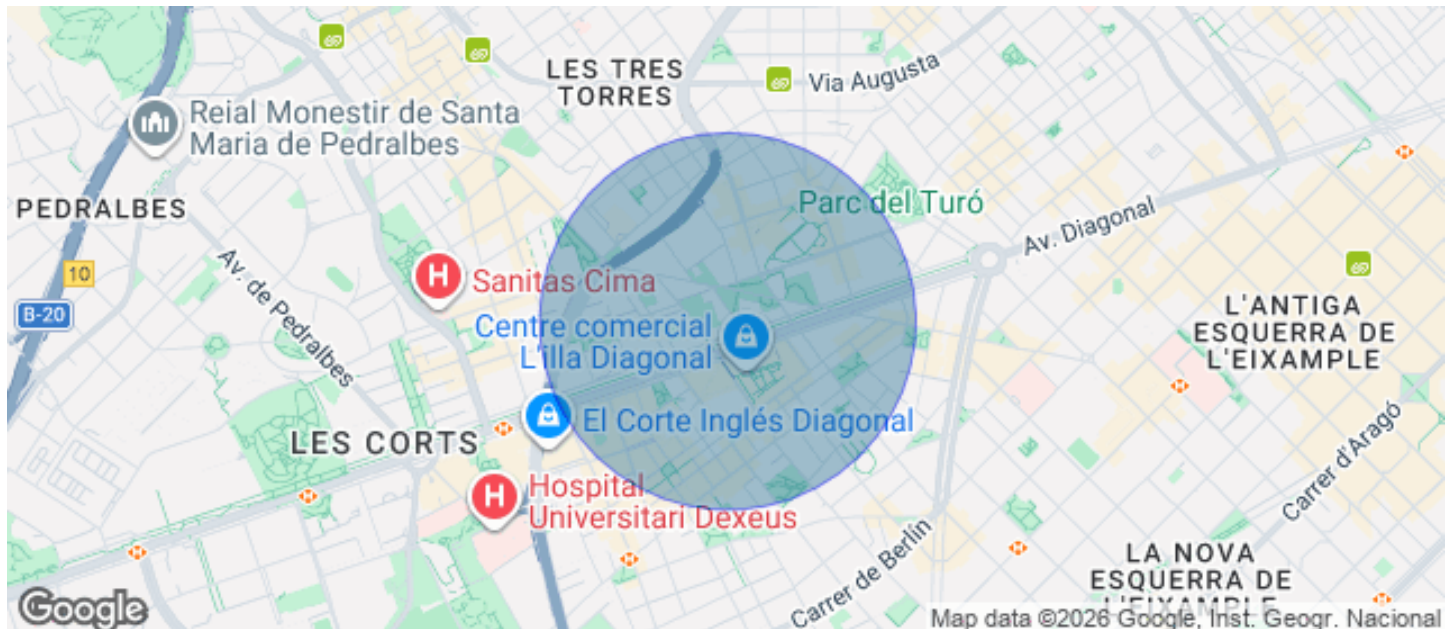 LES TRES
TORRES
Via Augusta
Reial Monestir de Santa
Maria de Pedralbes
PEDRALBES
Parc del Turó
Av. Diagonal
Av. de Pedralbes
10
B-20
H
Sanitas Cima
Centre comercial
L'illa Diagonal
L'ANTIGA
ESQUERRA DE
L'EIXAMPLE
El Corte Inglés Diagonal
LES CORTS
Carrer d'Aragó
H
Hospital
Universitari Dexeus
Carrer de Berlín
LA NOVA
ESQUERRA DE
L'EIXAMPLE
Google
Map data ©2026 Google, Inst. Geogr. Nacional